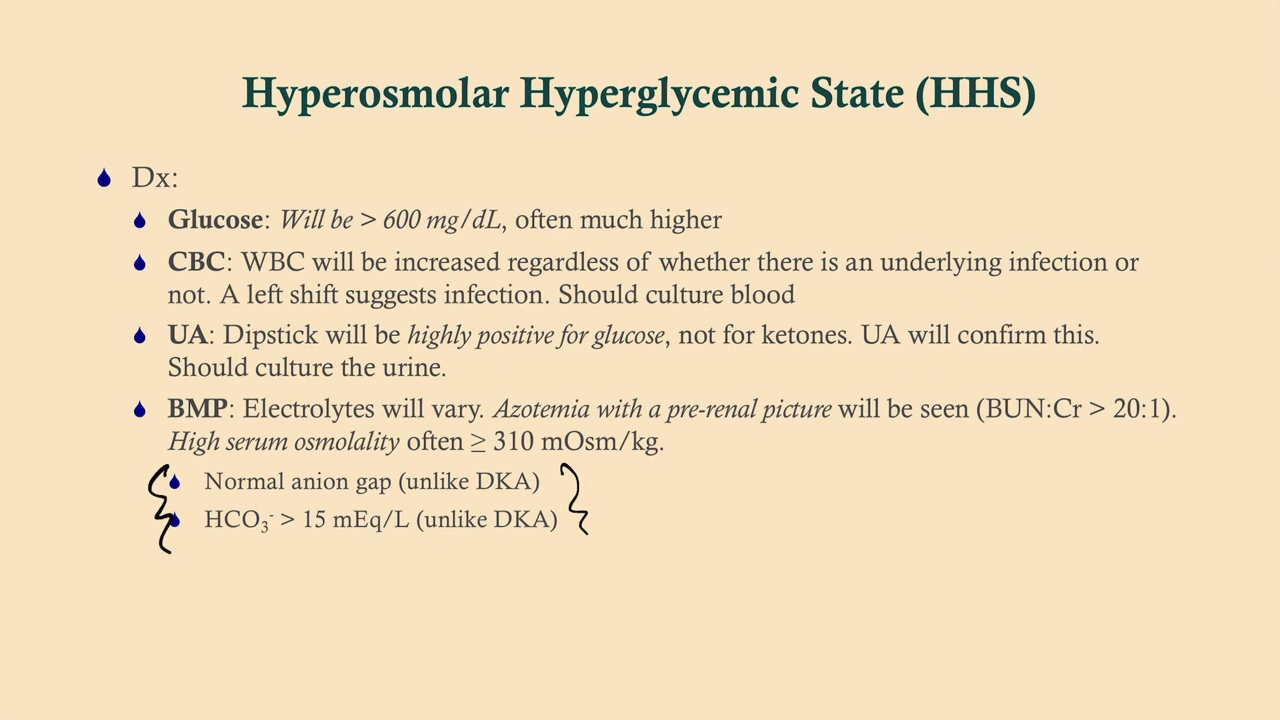 Hyperosmolar Hyperglycemic State (HHS)
Dx:
Glucose: Will be > 600 mg/dL, often much higher
CBC: WBC will be increased regardless of whether there is an underlying infection or
not. A left shift suggests infection. Should culture blood
UA: Dipstick will be highly positive for glucose, not for ketones. UA will confirm this.
Should culture the urine.
BMP: Electrolytes will vary. Azotemia with a pre-renal picture will be seen (BUN:Cr > 20:1).
High serum osmolality often ≥ 310 mOsm/kg.
Normal anion gap (unlike DKA)
HCO₃⁻ > 15 mEq/L (unlike DKA)